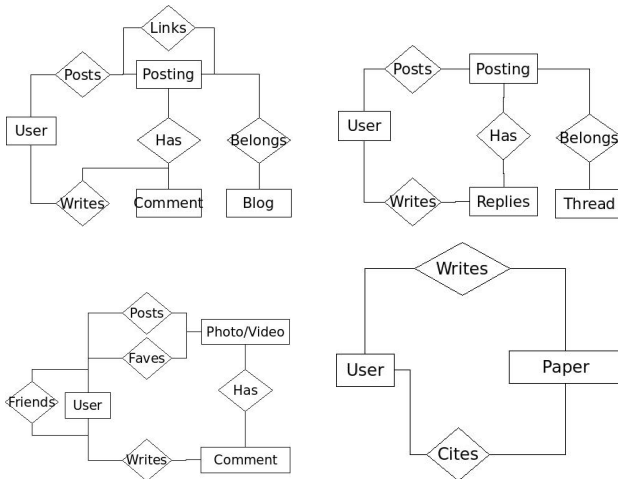 Links
Posts
Posting
User
Has
Belongs
Writes
Comment
Blog
Posts
Posting
User
Has
Belongs
Writes
Replies
Thread
Posts
Photo/Video
Faves
Friends
User
Has
Writes
Comment
Writes
User
Paper
Cites